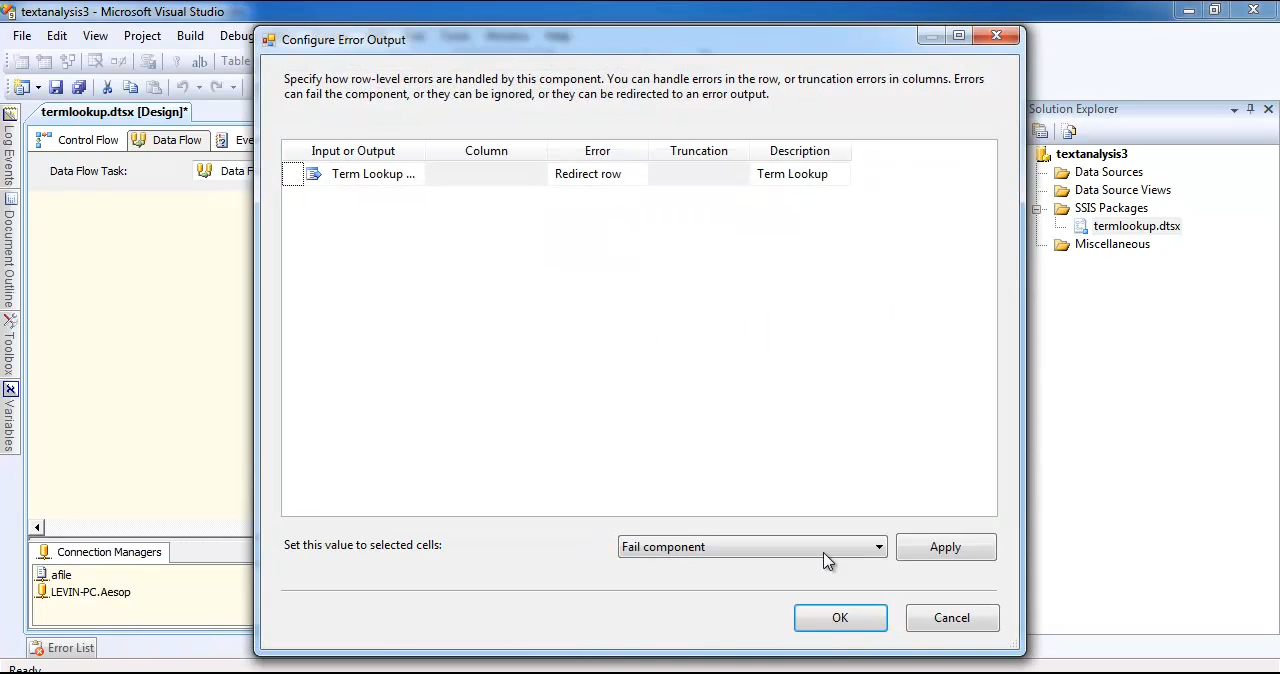 textanalysis3 - Microsoft Visual Studio
File Edit View Project Build Debug
Table
termlookup.dtsx [Design]*
Control Flow Data Flow Eve
Data Flow Task: Data F
Log Events
Document Outline
Toolbox
Variables
Connection Managers
afile
LEVIN-PC.Aesop
Error List
Ready
Configure Error Output
Specify how row-level errors are handled by this component. You can handle errors in the row, or truncation errors in columns. Errors
can fail the component, or they can be ignored, or they can be redirected to an error output.
Input or Output Column Error Truncation Description
Term Lookup ... Redirect row Term Lookup
Set this value to selected cells: Fail component Apply
OK Cancel
Solution Explorer
textanalysis3
Data Sources
Data Source Views
SSIS Packages
termlookup.dtsx
Miscellaneous